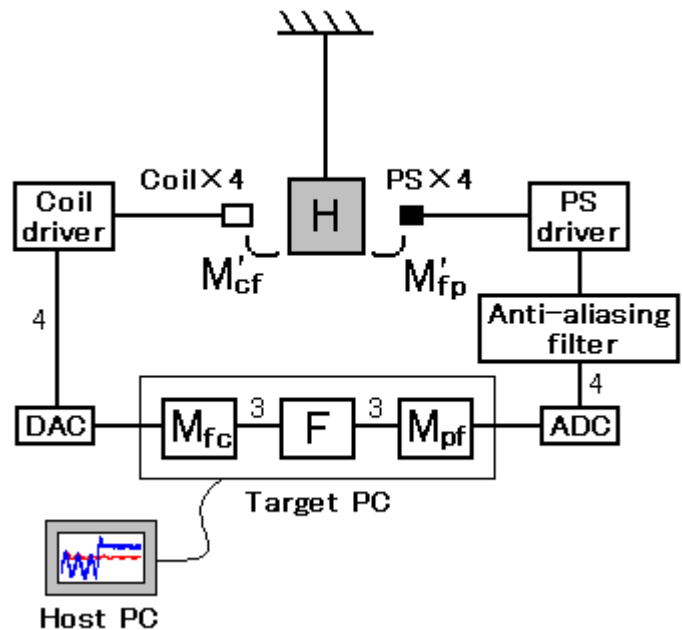 Coil×4
PS×4
Coil
driver
H
PS
driver
M'cf
M'fp
4
Anti-aliasing
filter
4
DAC
Mfc
3
F
3
Mpf
ADC
Target PC
Host PC